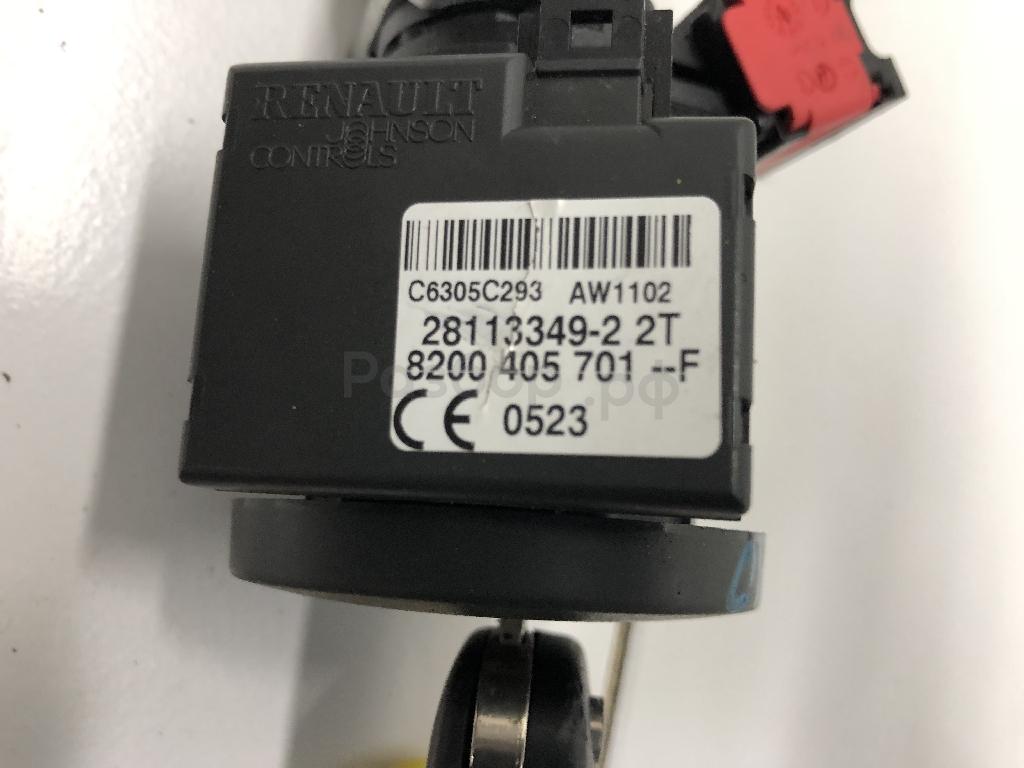 RENAULT
JOHNSON
CONTROLS
C6305C293 AW1102
28113349-2 2T
8200 405 701 --F
CE 0523